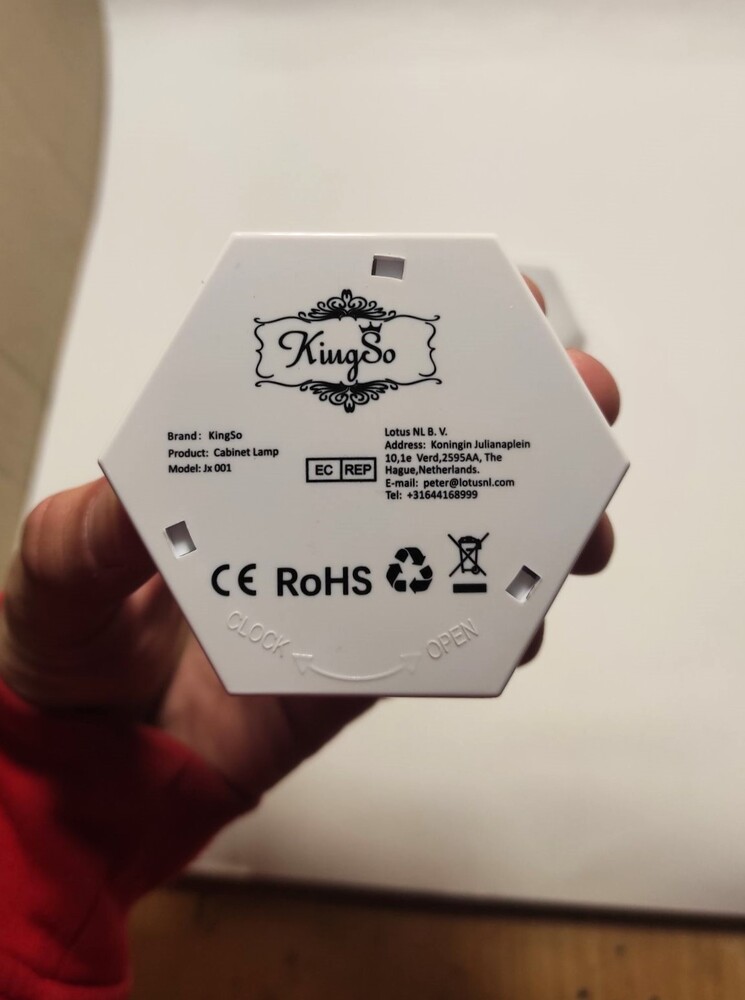 KingSo
Brand: KingSo
Product: Cabinet Lamp
Model: Jx 001
EC REP
Lotus NL B. V.
Address: Koningin Julianaplein
10,1e Verd,2595AA, The
Hague,Netherlands.
E-mail: peter@lotusnl.com
Tel: +31644168999
CE RoHS
CLOCK OPEN